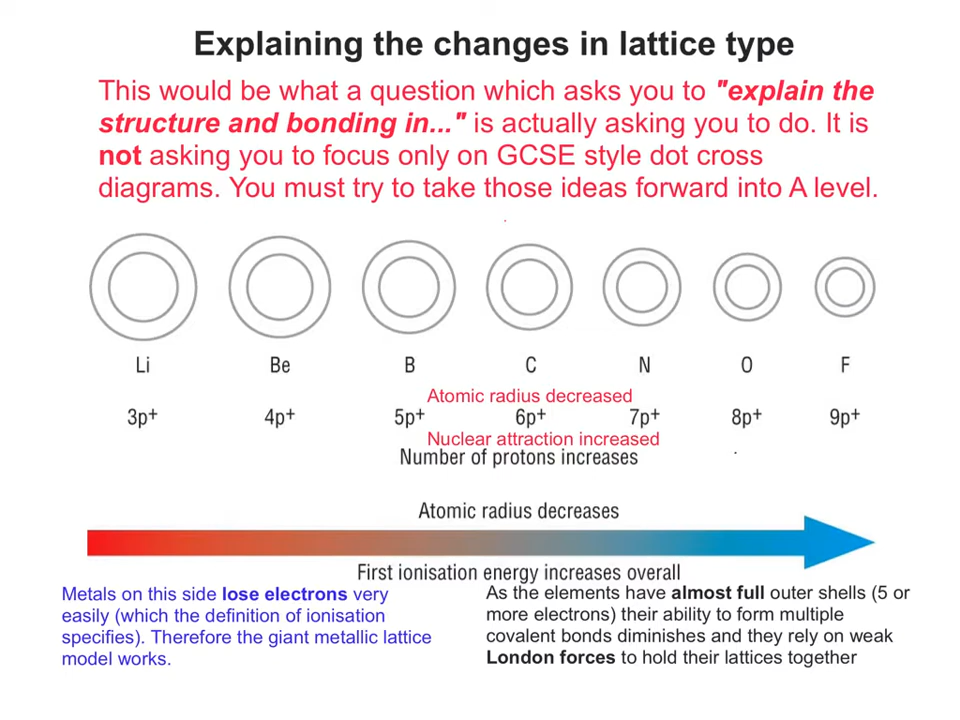 Explaining the changes in lattice type
This would be what a question which asks you to "explain the
structure and bonding in..." is actually asking you to do. It is
not asking you to focus only on GCSE style dot cross
diagrams. You must try to take those ideas forward into A level.
Li Be B C N O F
Atomic radius decreased
3p+ 4p+ 5p+ 6p+ 7p+ 8p+ 9p+
Nuclear attraction increased
Number of protons increases
Atomic radius decreases
First ionisation energy increases overall
Metals on this side lose electrons very
easily (which the definition of ionisation
specifies). Therefore the giant metallic lattice
model works.
As the elements have almost full outer shells (5 or
more electrons) their ability to form multiple
covalent bonds diminishes and they rely on weak
London forces to hold their lattices together